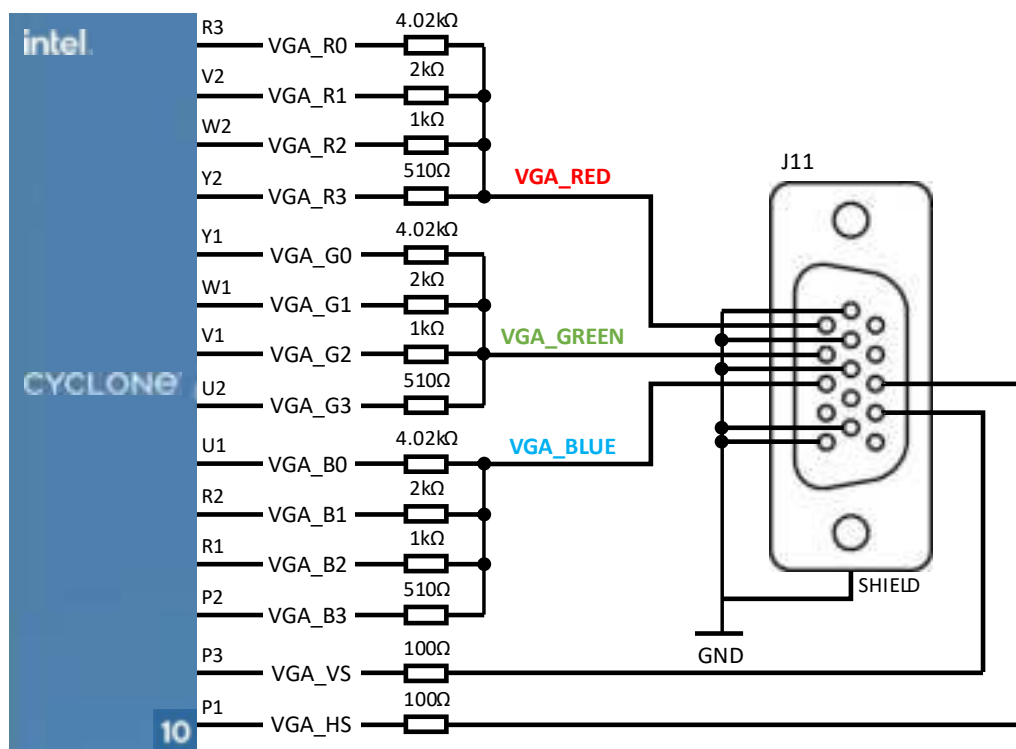 intel.
CYCLONE
10
R3 VGA_R0 4.02kΩ
V2 VGA_R1 2kΩ
W2 VGA_R2 1kΩ
Y2 VGA_R3 510Ω
VGA_RED
Y1 VGA_G0 4.02kΩ
W1 VGA_G1 2kΩ
V1 VGA_G2 1kΩ
VGA_GREEN
U2 VGA_G3 510Ω
U1 VGA_B0 4.02kΩ
VGA_BLUE
R2 VGA_B1 2kΩ
R1 VGA_B2 1kΩ
P2 VGA_B3 510Ω
P3 VGA_VS 100Ω
P1 VGA_HS 100Ω
J11
SHIELD
GND